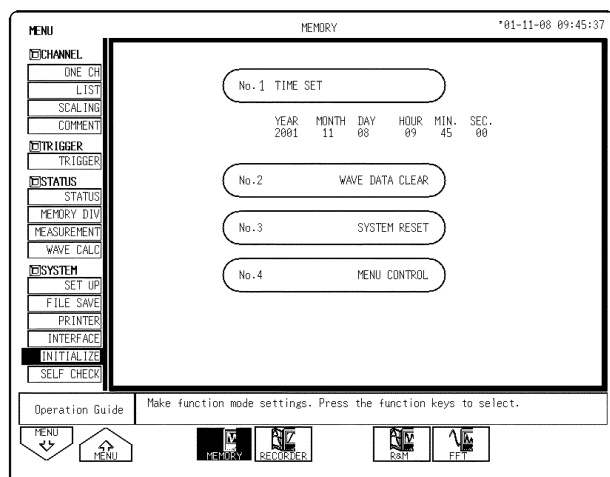 MENU
MEMORY
'01-11-08 09:45:37
CHANNEL
ONE CH
LIST
SCALING
COMMENT
TRIGGER
TRIGGER
STATUS
STATUS
MEMORY DIV
MEASUREMENT
WAVE CALC
SYSTEM
SET UP
FILE SAVE
PRINTER
INTERFACE
INITIALIZE
SELF CHECK
No.1 TIME SET
YEAR MONTH DAY HOUR MIN. SEC.
2001 11 08 09 45 00
No.2 WAVE DATA CLEAR
No.3 SYSTEM RESET
No.4 MENU CONTROL
Operation Guide
Make function mode settings. Press the function keys to select.
MENU
MENU
MEMORY
RECORDER
R&M
FFT